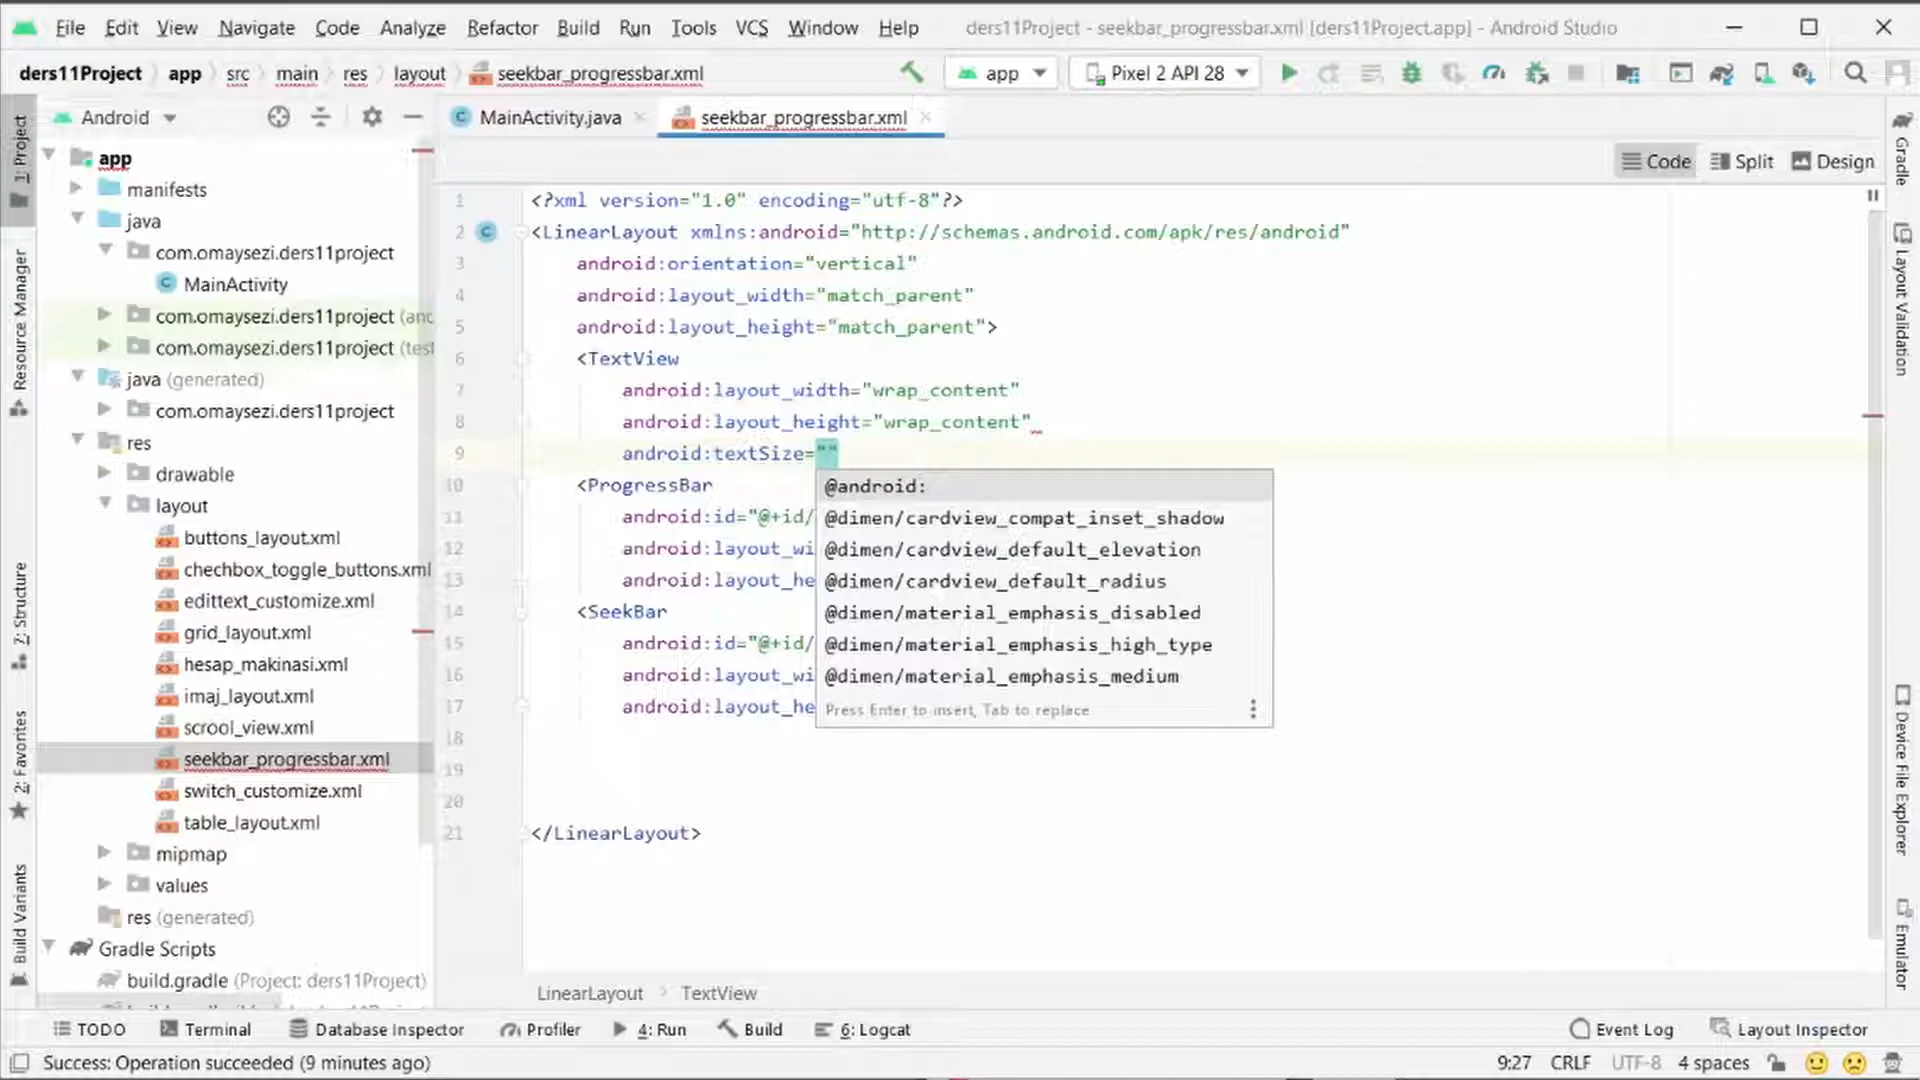 File Edit View Navigate Code Analyze Refactor Build Run Tools VCS Window Help ders11Project - seekbar_progressbar.xml [ders11Project.app] - Android Studio
ders11Project app src main res layout seekbar_progressbar.xml app Pixel 2 API 28
Android MainActivity.java seekbar_progressbar.xml
Code Split Design
1: Project
Resource Manager
Z: Structure
2: Favorites
Build Variants
app
manifests
java
com.omaysezi.ders11project
MainActivity
com.omaysezi.ders11project (anc
com.omaysezi.ders11project (test
java (generated)
com.omaysezi.ders11project
res
drawable
layout
buttons_layout.xml
chechbox_toggle_buttons.xml
edittext_customize.xml
grid_layout.xml
hesap_makinasi.xml
imaj_layout.xml
scrool_view.xml
seekbar_progressbar.xml
switch_customize.xml
table_layout.xml
mipmap
values
res (generated)
Gradle Scripts
build.gradle (Project: ders11Project)
1 <?xml version="1.0" encoding="utf-8"?>
2 <LinearLayout xmlns:android="http://schemas.android.com/apk/res/android"
3 android:orientation="vertical"
4 android:layout_width="match_parent"
5 android:layout_height="match_parent">
6 <TextView
7 android:layout_width="wrap_content"
8 android:layout_height="wrap_content"
9 android:textSize=""
10 <ProgressBar
11 android:id="@+id/
12 android:layout_wi
13 android:layout_he
14 <SeekBar
15 android:id="@+id/
16 android:layout_wi
17 android:layout_he
18
19
20
21 </LinearLayout>
@android:
@dimen/cardview_compat_inset_shadow
@dimen/cardview_default_elevation
@dimen/cardview_default_radius
@dimen/material_emphasis_disabled
@dimen/material_emphasis_high_type
@dimen/material_emphasis_medium
Press Enter to insert, Tab to replace
Gradle
Layout Validation
Device File Explorer
Emulator
LinearLayout TextView
TODO Terminal Database Inspector Profiler 4: Run Build 6: Logcat Event Log Layout Inspector
Success: Operation succeeded (9 minutes ago) 9:27 CRLF UTF-8 4 spaces